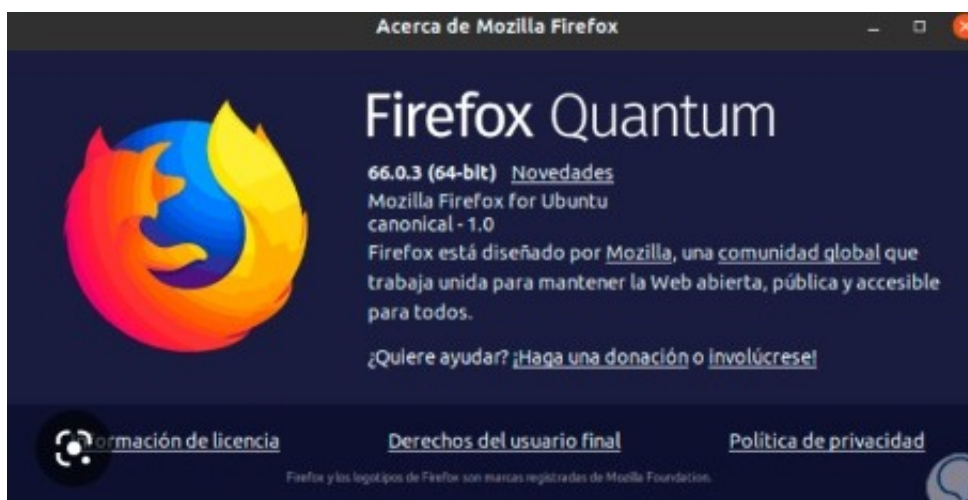 Acerca de Mozilla Firefox
Firefox Quantum
66.0.3 (64-bit) Novedades
Mozilla Firefox for Ubuntu
canonical - 1.0
Firefox está diseñado por Mozilla, una comunidad global que
trabaja unida para mantener la Web abierta, pública y accesible
para todos.
¿Quiere ayudar? ¡Haga una donación o involúcrese!
formación de licencia
Derechos del usuario final
Política de privacidad
Firefox y los logotipos de Firefox son marcas registradas de Mozilla Foundation.